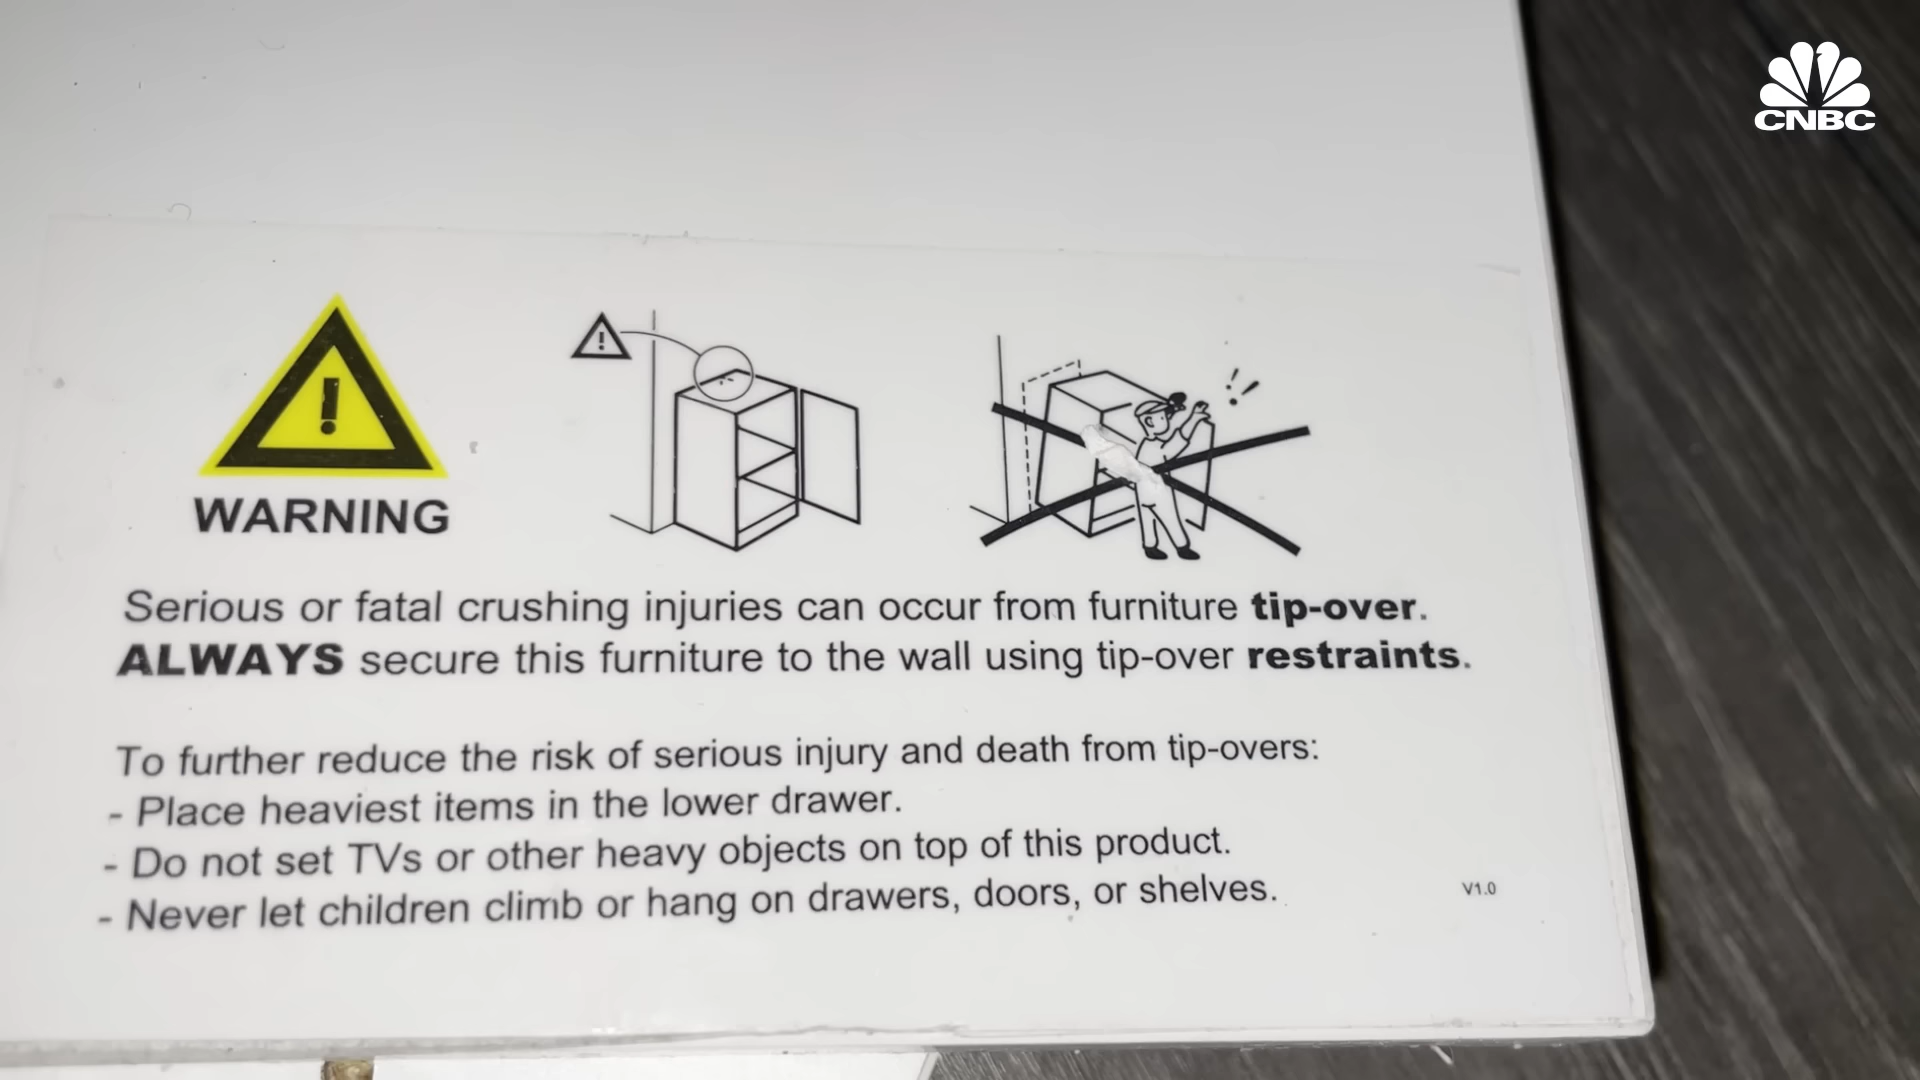 CNBC
WARNING
Serious or fatal crushing injuries can occur from furniture tip-over.
ALWAYS secure this furniture to the wall using tip-over restraints.
To further reduce the risk of serious injury and death from tip-overs:
- Place heaviest items in the lower drawer.
- Do not set TVs or other heavy objects on top of this product.
- Never let children climb or hang on drawers, doors, or shelves.
V1.0